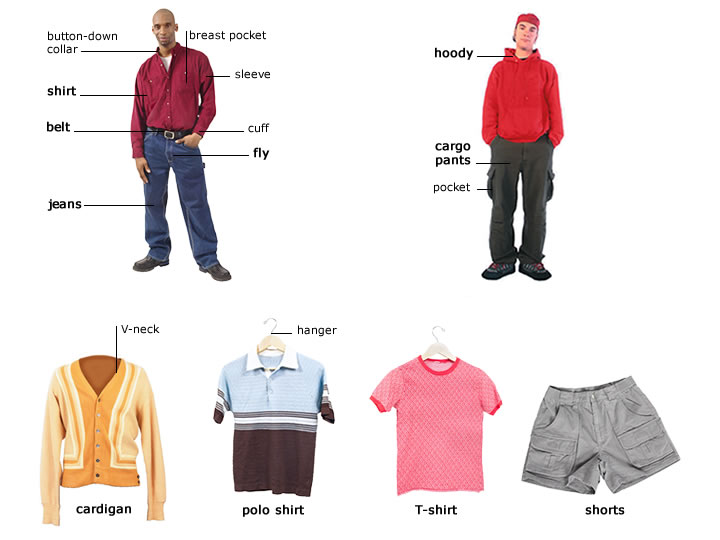 button-down
collar
breast pocket
sleeve
shirt
belt
cuff
fly
jeans
hoody
cargo
pants
pocket
V-neck
hanger
cardigan
polo shirt
T-shirt
shorts